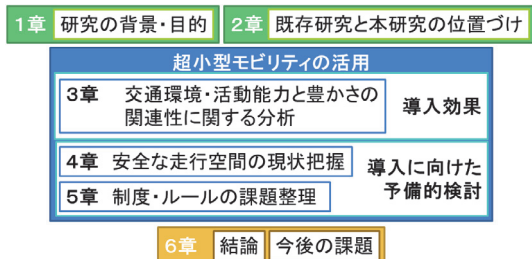 1章 研究の背景・目的 2章 既存研究と本研究の位置づけ
超小型モビリティの活用
3章 交通環境・活動能力と豊かさの
関連性に関する分析
導入効果
4章 安全な走行空間の現状把握
5章 制度・ルールの課題整理
導入に向けた
予備的検討
6章 結論 今後の課題